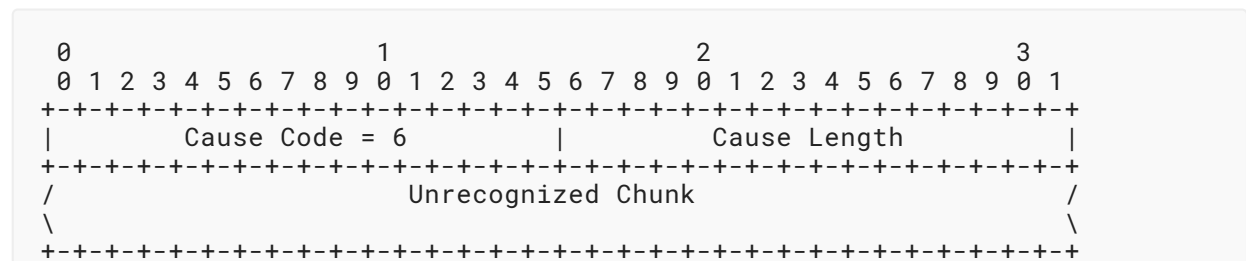 0                   1                   2                   3
 0 1 2 3 4 5 6 7 8 9 0 1 2 3 4 5 6 7 8 9 0 1 2 3 4 5 6 7 8 9 0 1
+-+-+-+-+-+-+-+-+-+-+-+-+-+-+-+-+-+-+-+-+-+-+-+-+-+-+-+-+-+-+-+-+
|        Cause Code = 6         |         Cause Length          |
+-+-+-+-+-+-+-+-+-+-+-+-+-+-+-+-+-+-+-+-+-+-+-+-+-+-+-+-+-+-+-+-+
/                      Unrecognized Chunk                       /
\                                                               \
+-+-+-+-+-+-+-+-+-+-+-+-+-+-+-+-+-+-+-+-+-+-+-+-+-+-+-+-+-+-+-+-+